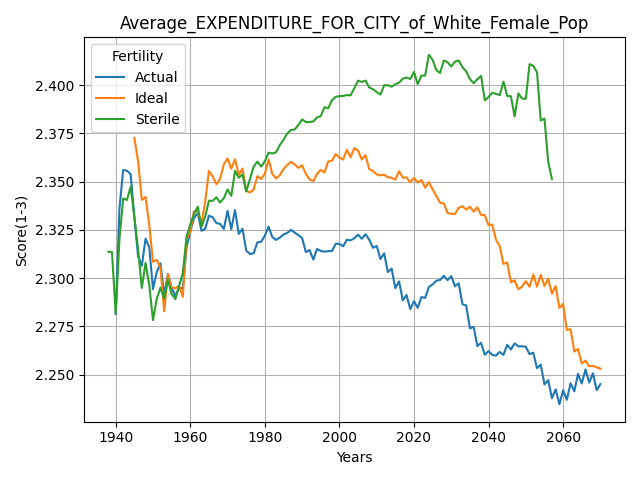 Average_EXPENDITURE_FOR_CITY_of_White_Female_Pop
Fertility
Actual
Ideal
Sterile
Score(1-3)
2.400
2.375
2.350
2.325
2.300
2.275
2.250
1940 1960 1980 2000 2020 2040 2060
Years